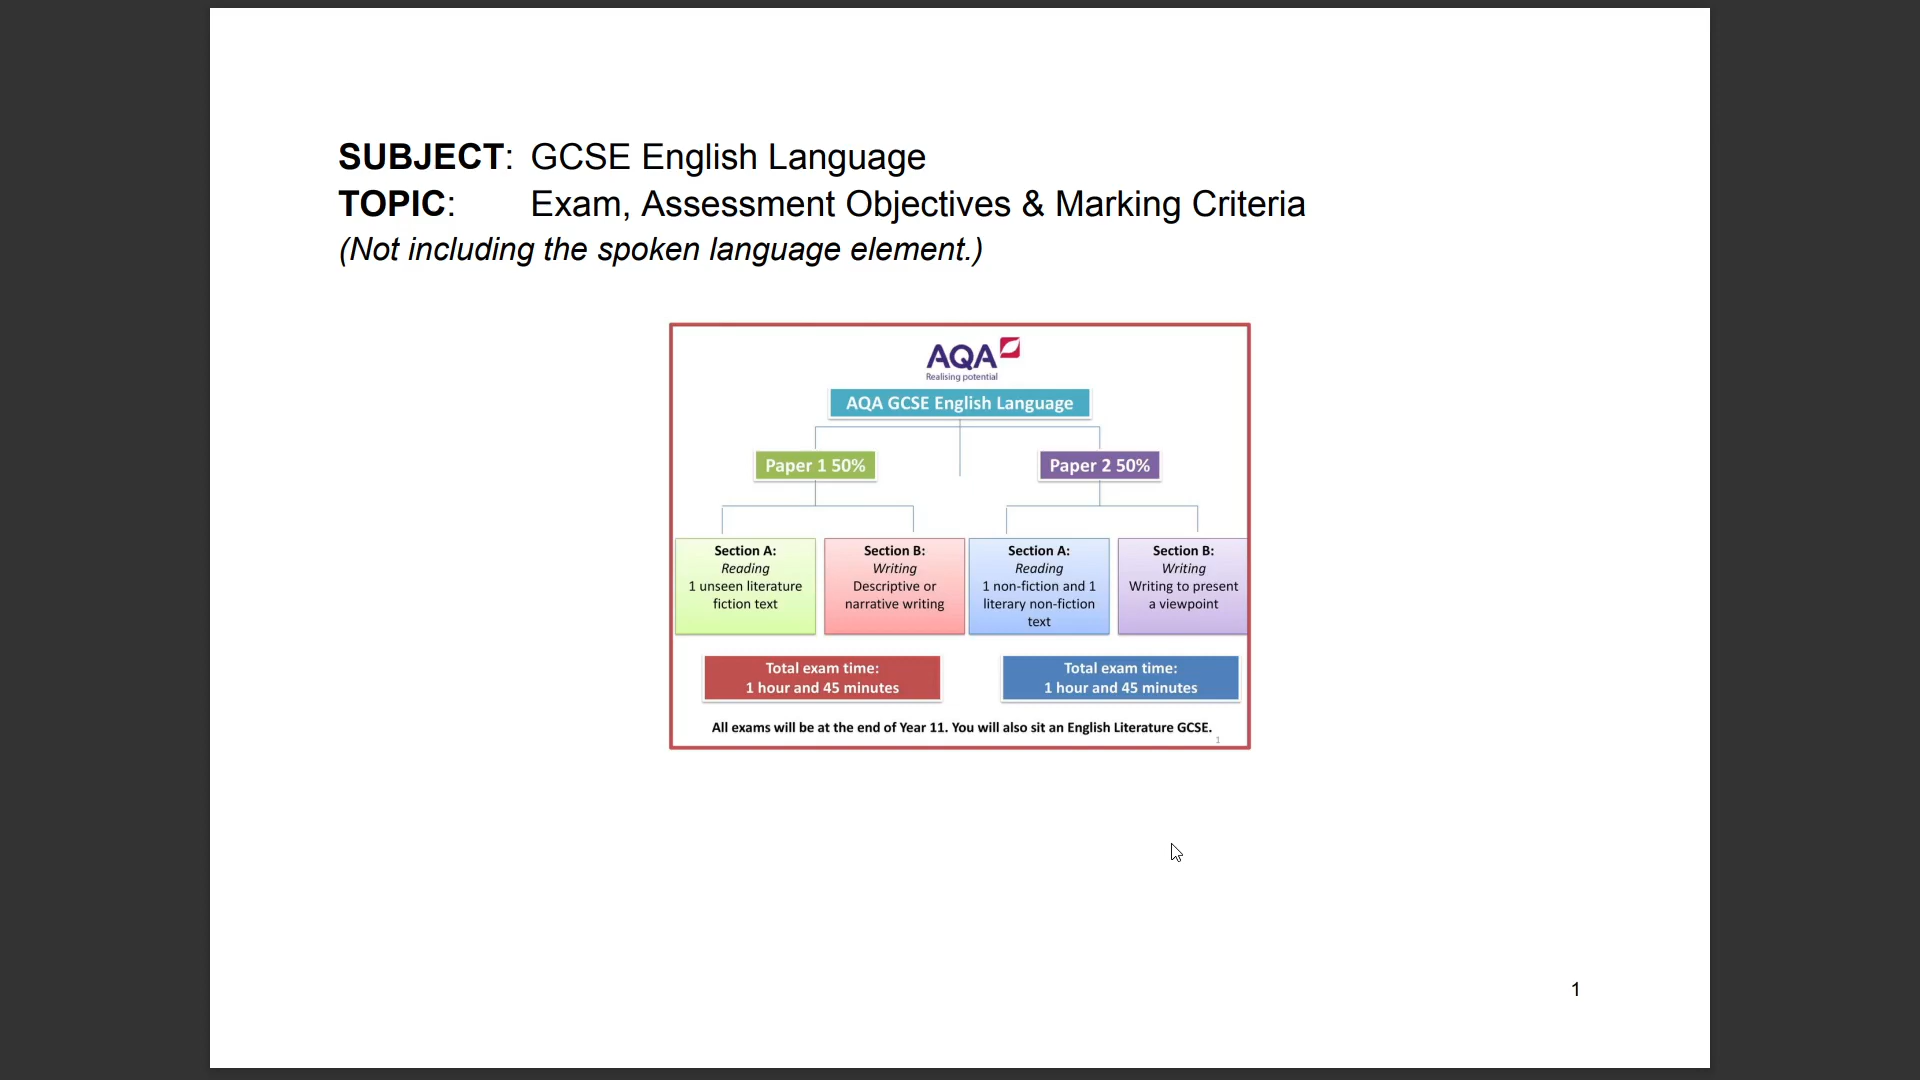 SUBJECT: GCSE English Language
TOPIC: Exam, Assessment Objectives & Marking Criteria
(Not including the spoken language element.)
AQA
Realising potential
AQA GCSE English Language
Paper 1 50%
Paper 2 50%
Section A:
Reading
1 unseen literature
fiction text
Section B:
Writing
Descriptive or
narrative writing
Section A:
Reading
1 non-fiction and 1
literary non-fiction
text
Section B:
Writing
Writing to present
a viewpoint
Total exam time:
1 hour and 45 minutes
Total exam time:
1 hour and 45 minutes
All exams will be at the end of Year 11. You will also sit an English Literature GCSE.
1
1